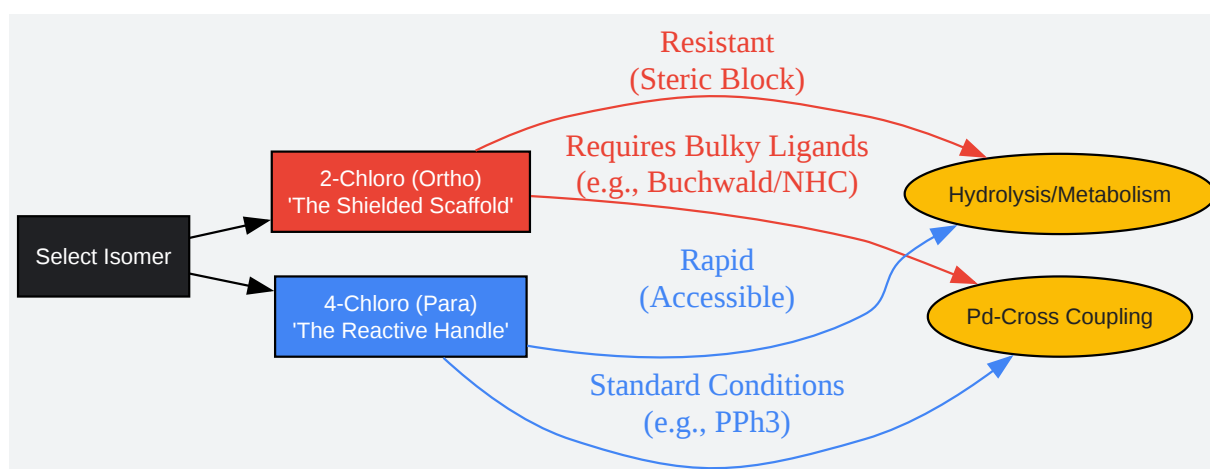 Resistant
(Steric Block)
Requires Bulky Ligands
(e.g., Buchwald/NHC)
2-Chloro (Ortho)
'The Shielded Scaffold'
Hydrolysis/Metabolism
Select Isomer
Rapid
(Accessible)
4-Chloro (Para)
'The Reactive Handle'
Pd-Cross Coupling
Standard Conditions
(e.g., PPh3)